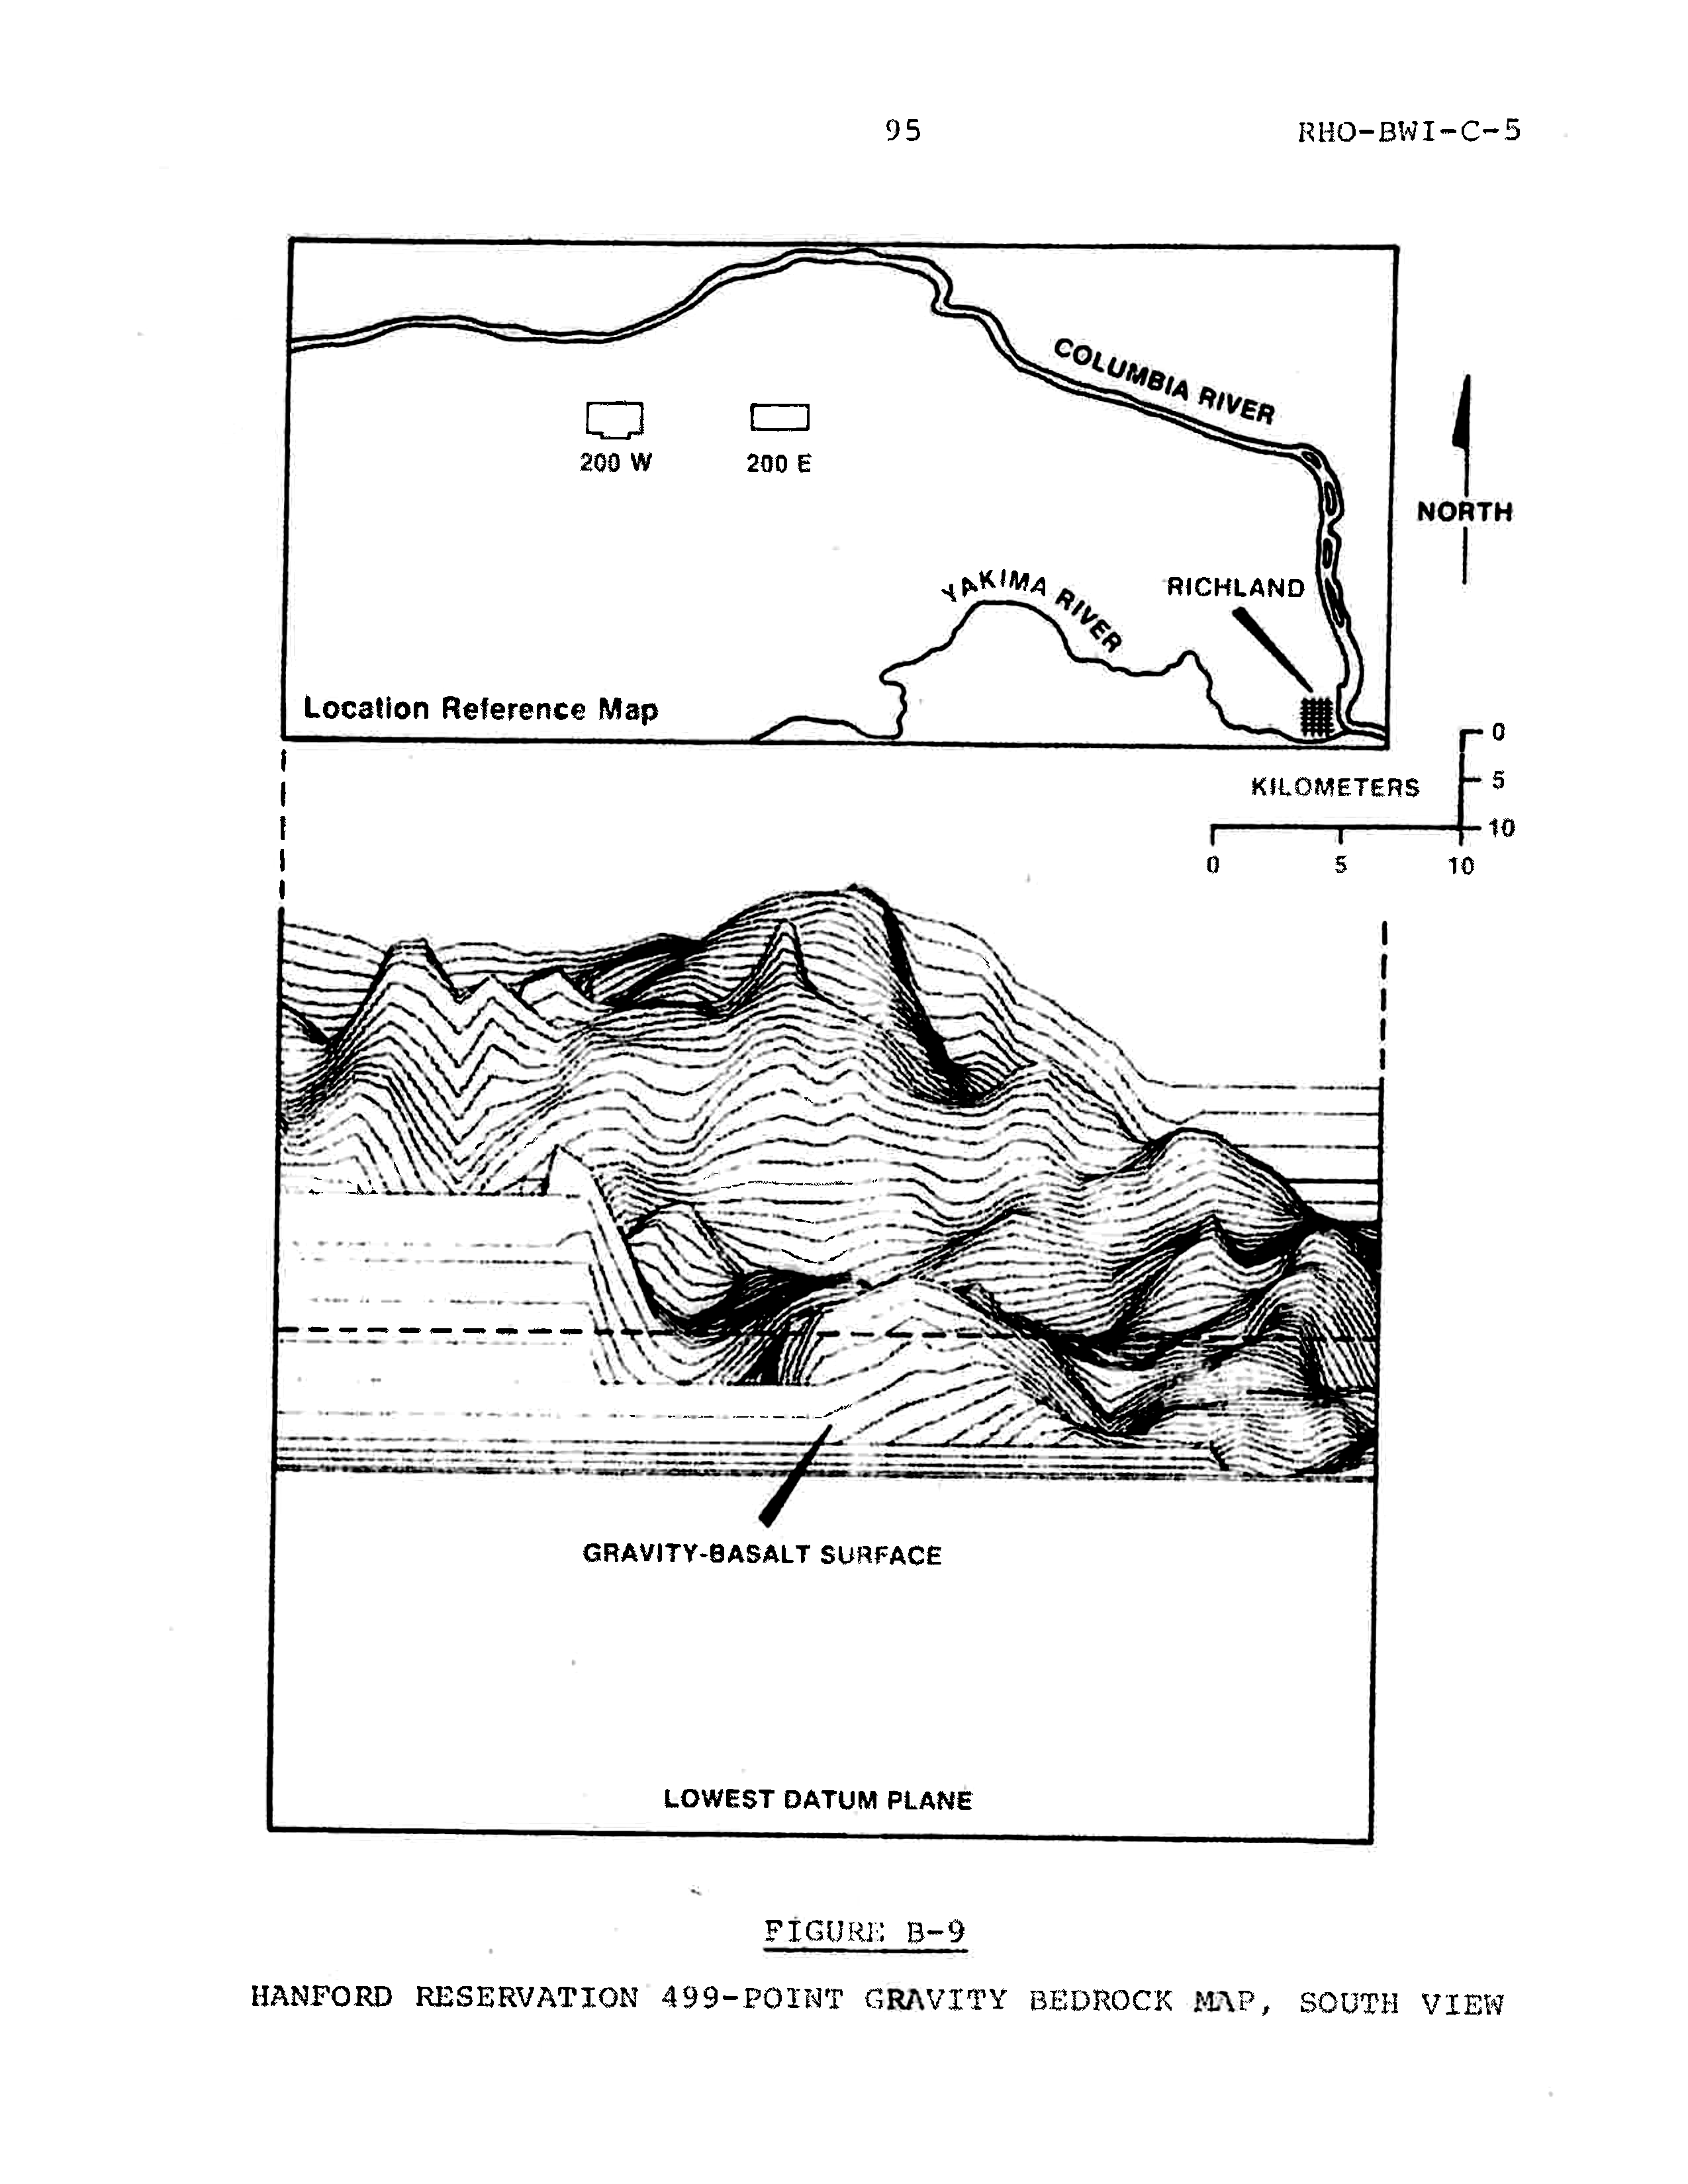 95
RHO-BWI-C-5
COLUMBIA RIVER
200 W
200 E
NORTH
YAKIMA RIVER
RICHLAND
Location Reference Map
0
KILOMETERS
5
10
0
5
10
GRAVITY-BASALT SURFACE
LOWEST DATUM PLANE
FIGURE B-9
HANFORD RESERVATION 499-POINT GRAVITY BEDROCK MAP, SOUTH VIEW